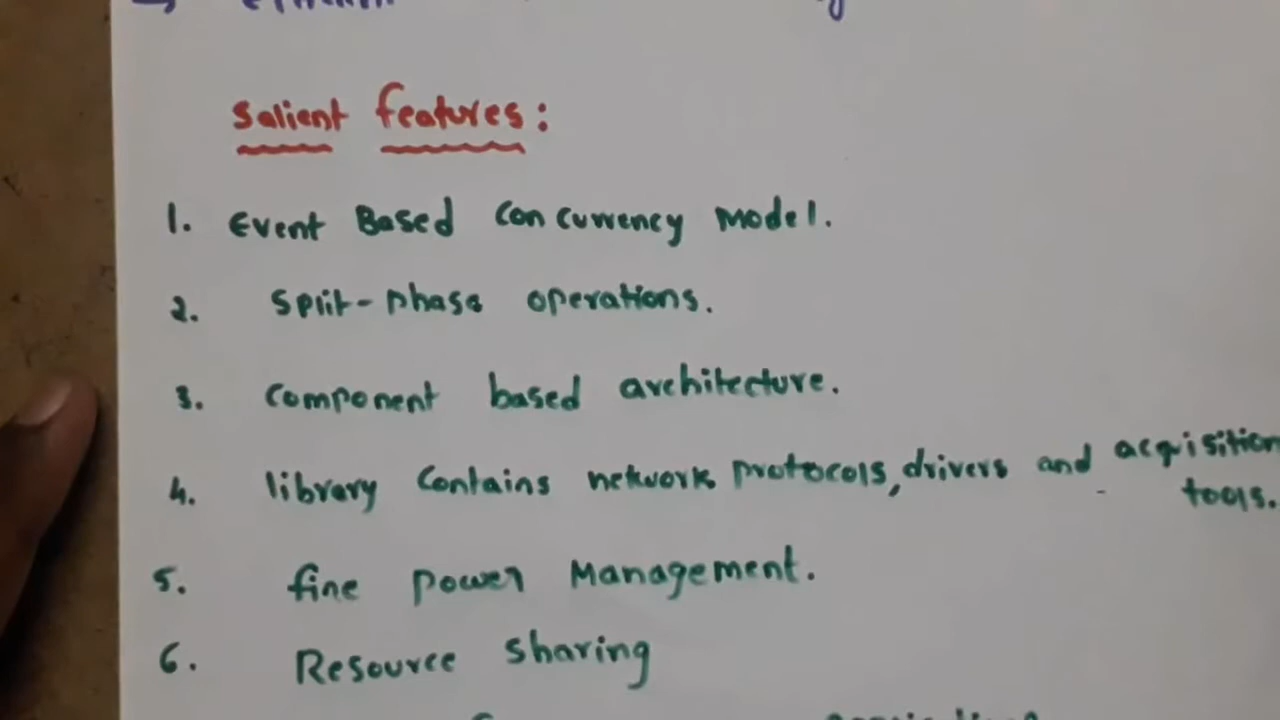 Salient features:
1. Event Based Concurrency Model.
2. Split-phase operations.
3. Component based architecture.
4. library Contains network protocols, drivers and acqisition
tools.
5. fine power Management.
6. Resource sharing